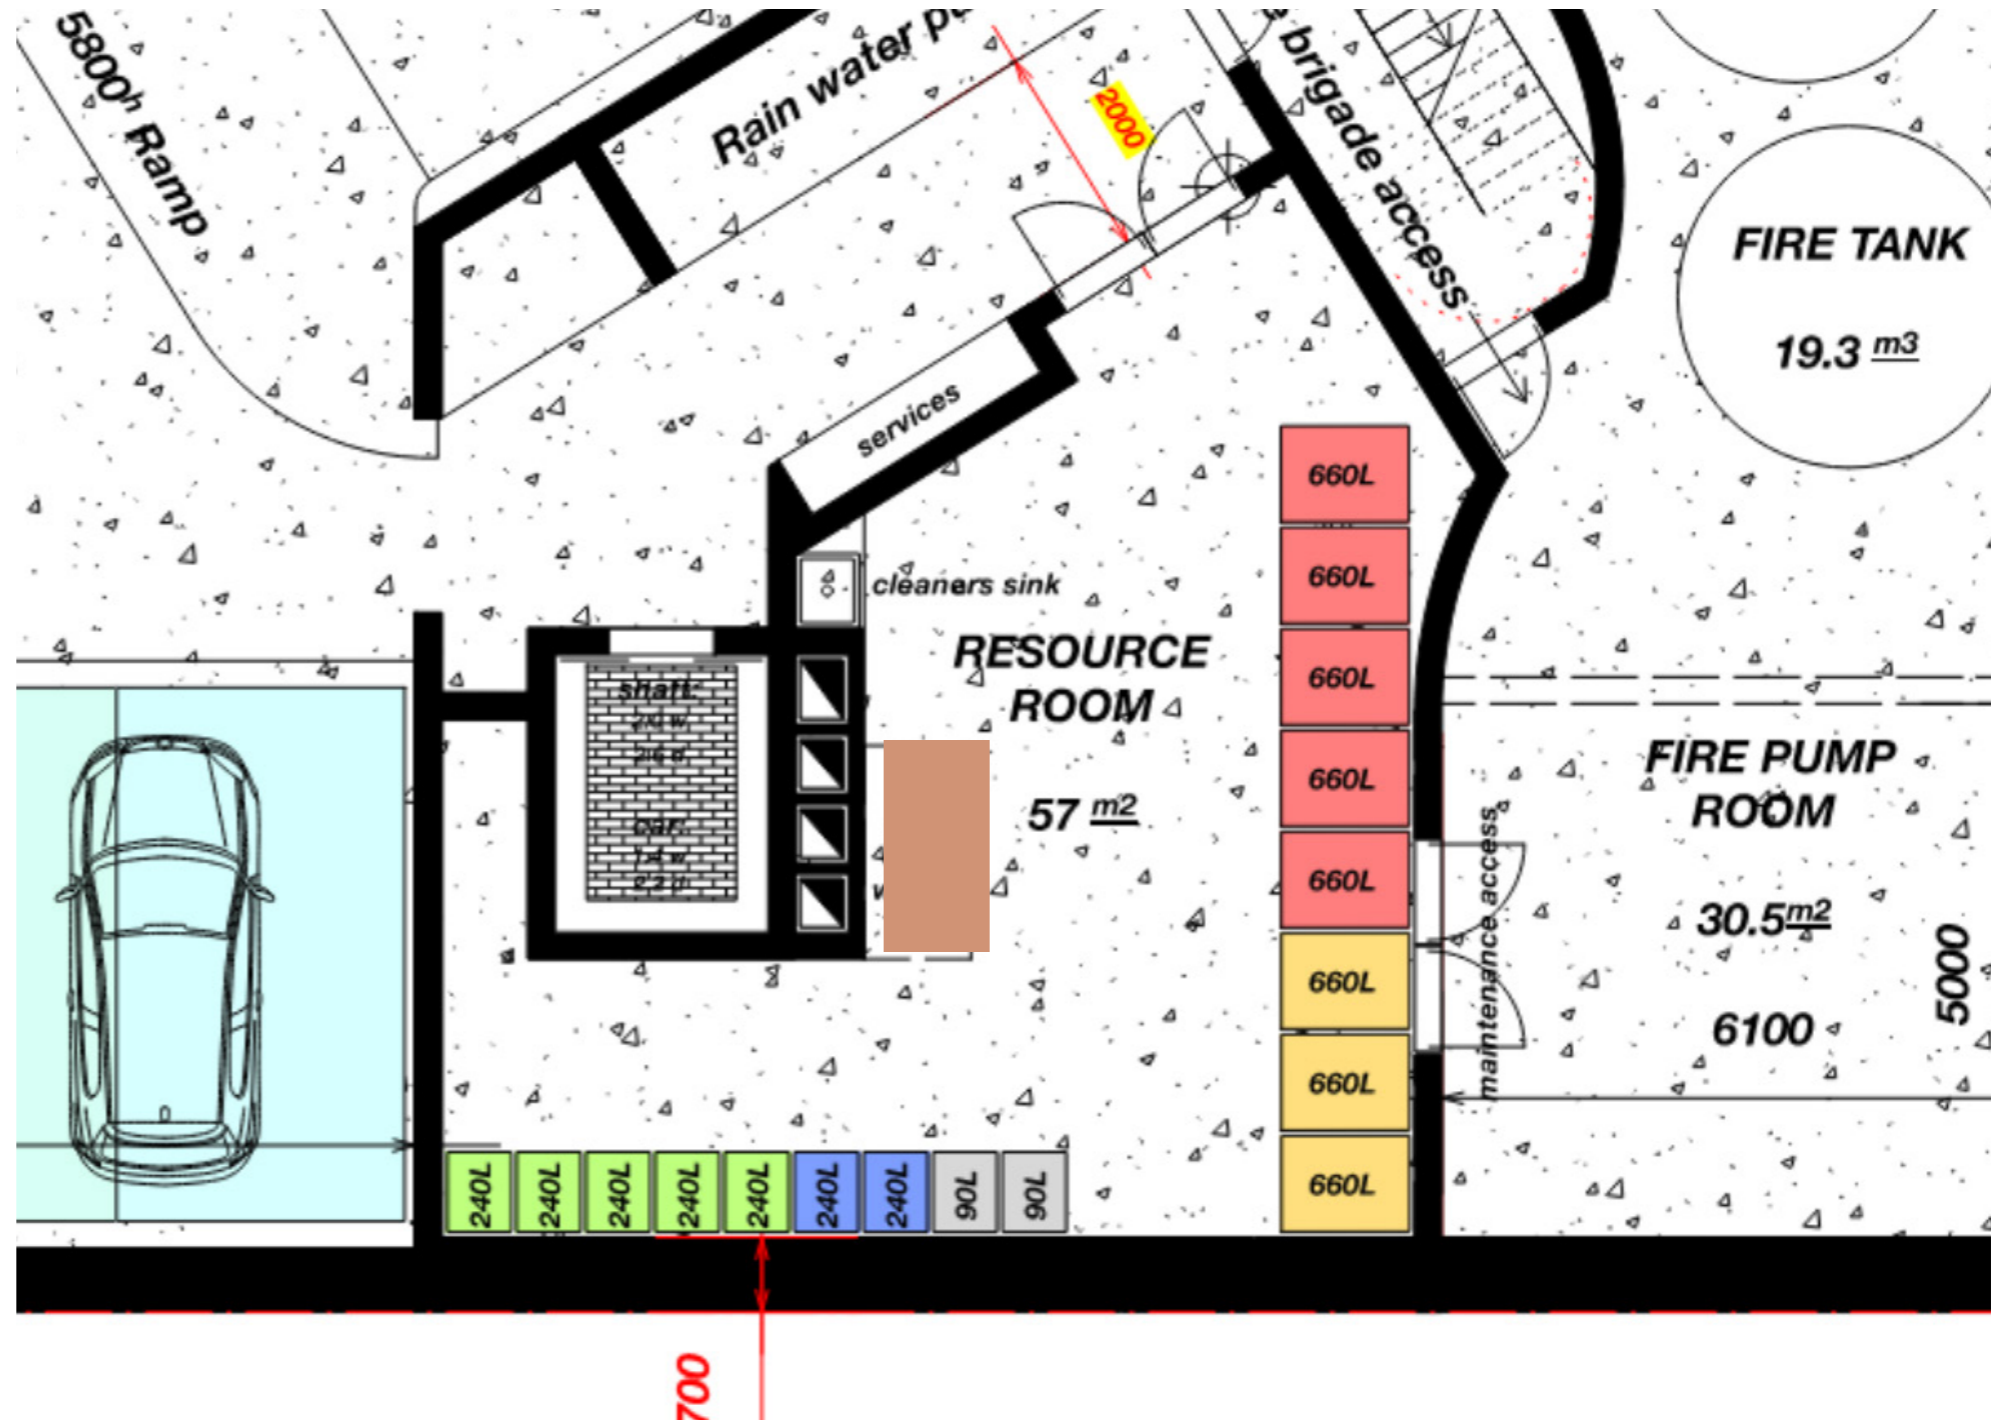 5800h Ramp
Rain water
2000
brigade access
FIRE TANK
19.3 m3
services
cleaners sink
RESOURCE
ROOM
57 m2
shaft:
car:
660L
660L
660L
660L
660L
660L
660L
660L
FIRE PUMP
ROOM
30.5m2
6100
5000
maintenance access
240L
240L
240L
240L
240L
240L
240L
90L
90L
700